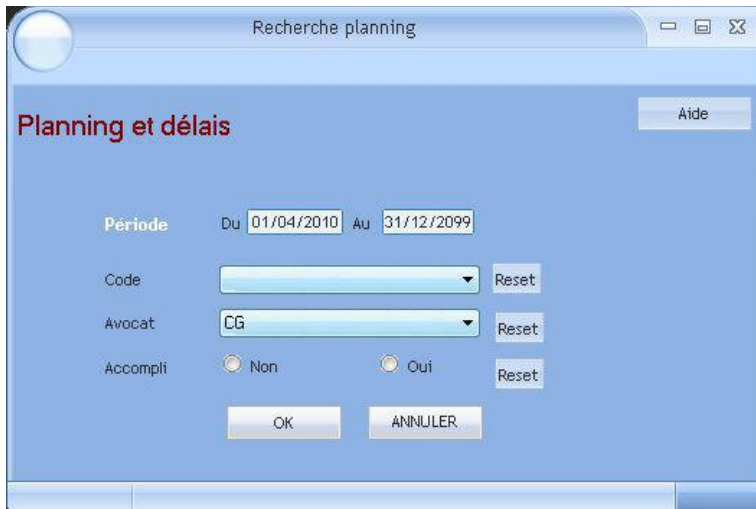 Recherche planning
Planning et délais
Aide
Période Du 01/04/2010 Au 31/12/2099
Code Reset
Avocat CG Reset
Accompli Non Oui Reset
OK ANNULER